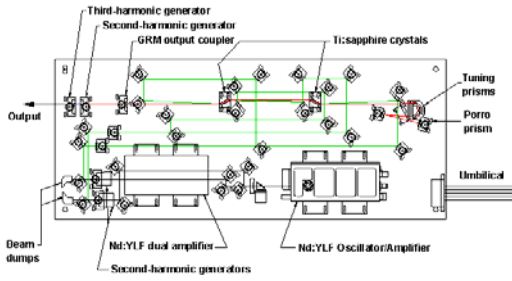 Third-harmonic generator
Second-harmonic generator
GRM output coupler
Ti:sapphire crystals
Tuning
prisms
Output
Porro
prism
Umbilical
Beam
dumps
Nd:YLF dual amplifier
Nd:YLF Oscillator/Amplifier
Second-harmonic generators